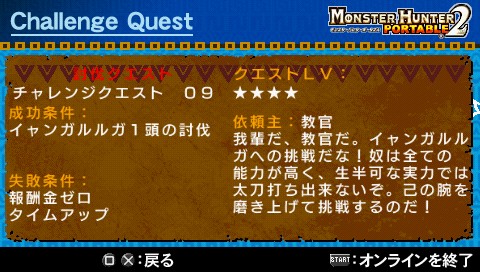 Challenge Quest
MONSTER HUNTER
PORTABLE 2
討伐クエスト
チャレンジクエスト　０９
成功条件：
イャンガルルガ１頭の討伐
失敗条件：
報酬金ゼロ
タイムアップ
クエストＬＶ：
★★★★
依頼主：教官
我輩だ、教官だ。イャンガルル
ガへの挑戦だな！奴は全ての
能力が高く、生半可な実力では
太刀打ち出来ないぞ。己の腕を
磨き上げて挑戦するのだ！
□×:戻る
START:オンラインを終了